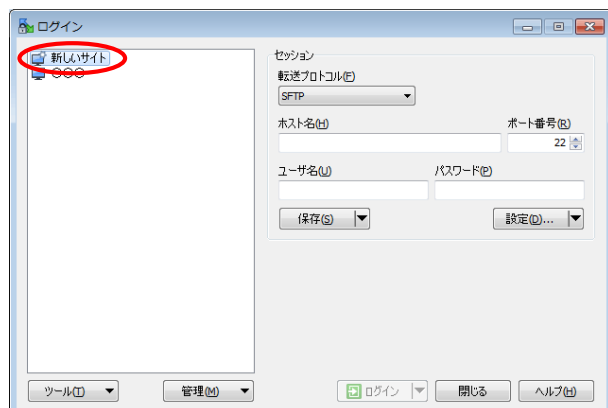 ログイン
新しいサイト
○○○
セッション
転送プロトコル(F)
SFTP
ホスト名(H) ポート番号(R)
22
ユーザ名(U) パスワード(P)
保存(S) 設定(D)...
ツール(T) 管理(M) ログイン 閉じる ヘルプ(H)